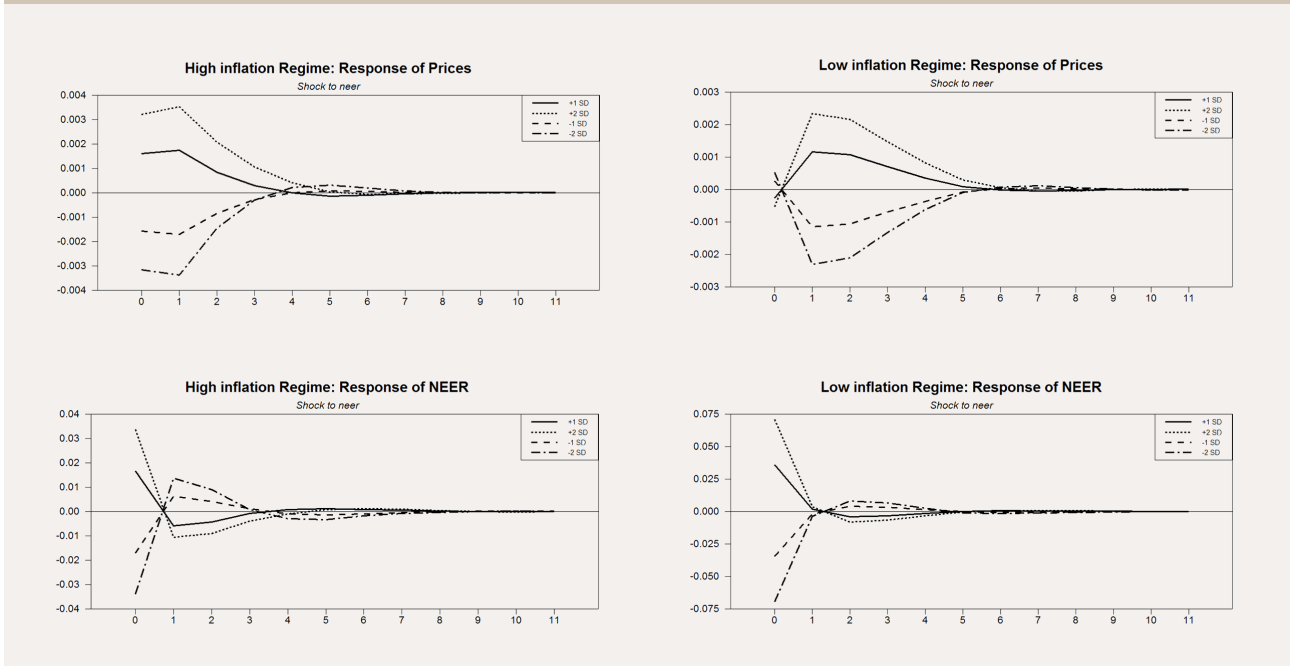 High inflation Regime: Response of Prices
Shock to neer
+1 SD
+2 SD
-1 SD
-2 SD
0.004
0.003
0.002
0.001
0.000
-0.001
-0.002
-0.003
-0.004
0 1 2 3 4 5 6 7 8 9 10 11
Low inflation Regime: Response of Prices
Shock to neer
+1 SD
+2 SD
-1 SD
-2 SD
0.003
0.002
0.001
0.000
-0.001
-0.002
-0.003
0 1 2 3 4 5 6 7 8 9 10 11
High inflation Regime: Response of NEER
Shock to neer
+1 SD
+2 SD
-1 SD
-2 SD
0.04
0.03
0.02
0.01
0.00
-0.01
-0.02
-0.03
-0.04
0 1 2 3 4 5 6 7 8 9 10 11
Low inflation Regime: Response of NEER
Shock to neer
+1 SD
+2 SD
-1 SD
-2 SD
0.075
0.050
0.025
0.000
-0.025
-0.050
-0.075
0 1 2 3 4 5 6 7 8 9 10 11